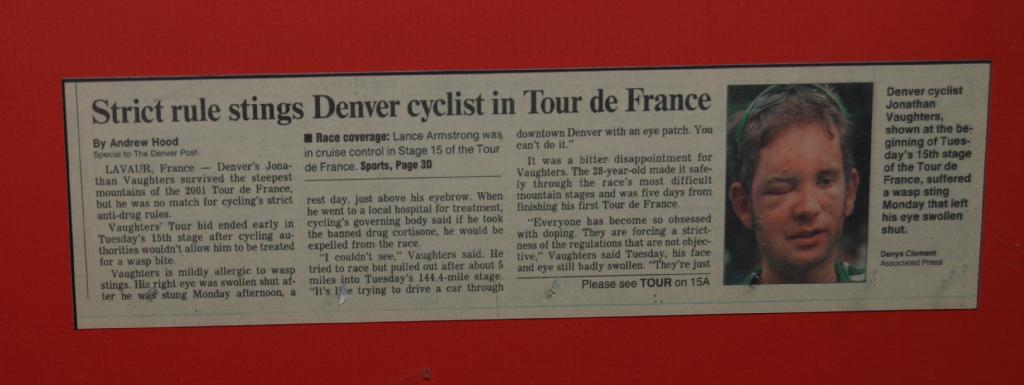 Strict rule stings Denver cyclist in Tour de France
By Andrew Hood
Special to The Denver Post
LAVAUR, France — Denver's Jona-
than Vaughters survived the steepest
mountains of the 2001 Tour de France,
but he was no match for cycling's strict
anti-drug rules.
Vaughters' Tour bid ended early in
Tuesday's 15th stage after cycling au-
thorities wouldn't allow him to be treated
for a wasp bite.
Vaughters is mildly allergic to wasp
stings. His right eye was swollen shut af-
ter he was stung Monday afternoon, a
■ Race coverage: Lance Armstrong was
in cruise control in Stage 15 of the Tour
de France. Sports, Page 3D
rest day, just above his eyebrow. When
he went to a local hospital for treatment,
cycling's governing body said if he took
the banned drug cortisone, he would be
expelled from the race.
"I couldn't see," Vaughters said. He
tried to race but pulled out after about 5
miles into Tuesday's 144.4-mile stage.
"It's like trying to drive a car through
downtown Denver with an eye patch. You
can't do it."
It was a bitter disappointment for
Vaughters. The 28-year-old made it safe-
ly through the race's most difficult
mountain stages and was five days from
finishing his first Tour de France.
"Everyone has become so obsessed
with doping. They are forcing a strict-
ness of the regulations that are not objec-
tive," Vaughters said Tuesday, his face
and eye still badly swollen. "They're just
Please see TOUR on 15A
Denver cyclist
Jonathan
Vaughters,
shown at the be-
ginning of Tues-
day's 15th stage
of the Tour de
France, suffered
a wasp sting
Monday that left
his eye swollen
shut.
Denys Clement
Associated Press